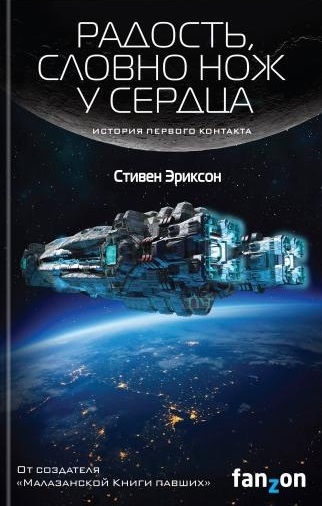 РАДОСТЬ,
СЛОВНО НОЖ
У СЕРДЦА
ИСТОРИЯ ПЕРВОГО КОНТАКТА
Стивен Эриксон
От создателя
«Малазанской Книги павших»
fanzon